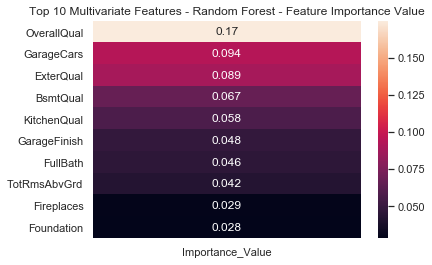 Top 10 Multivariate Features - Random Forest - Feature Importance Value
OverallQual 0.17
GarageCars 0.094
ExterQual 0.089
BsmtQual 0.067
KitchenQual 0.058
GarageFinish 0.048
FullBath 0.046
TotRmsAbvGrd 0.042
Fireplaces 0.029
Foundation 0.028
Importance_Value
0.150
0.125
0.100
0.075
0.050